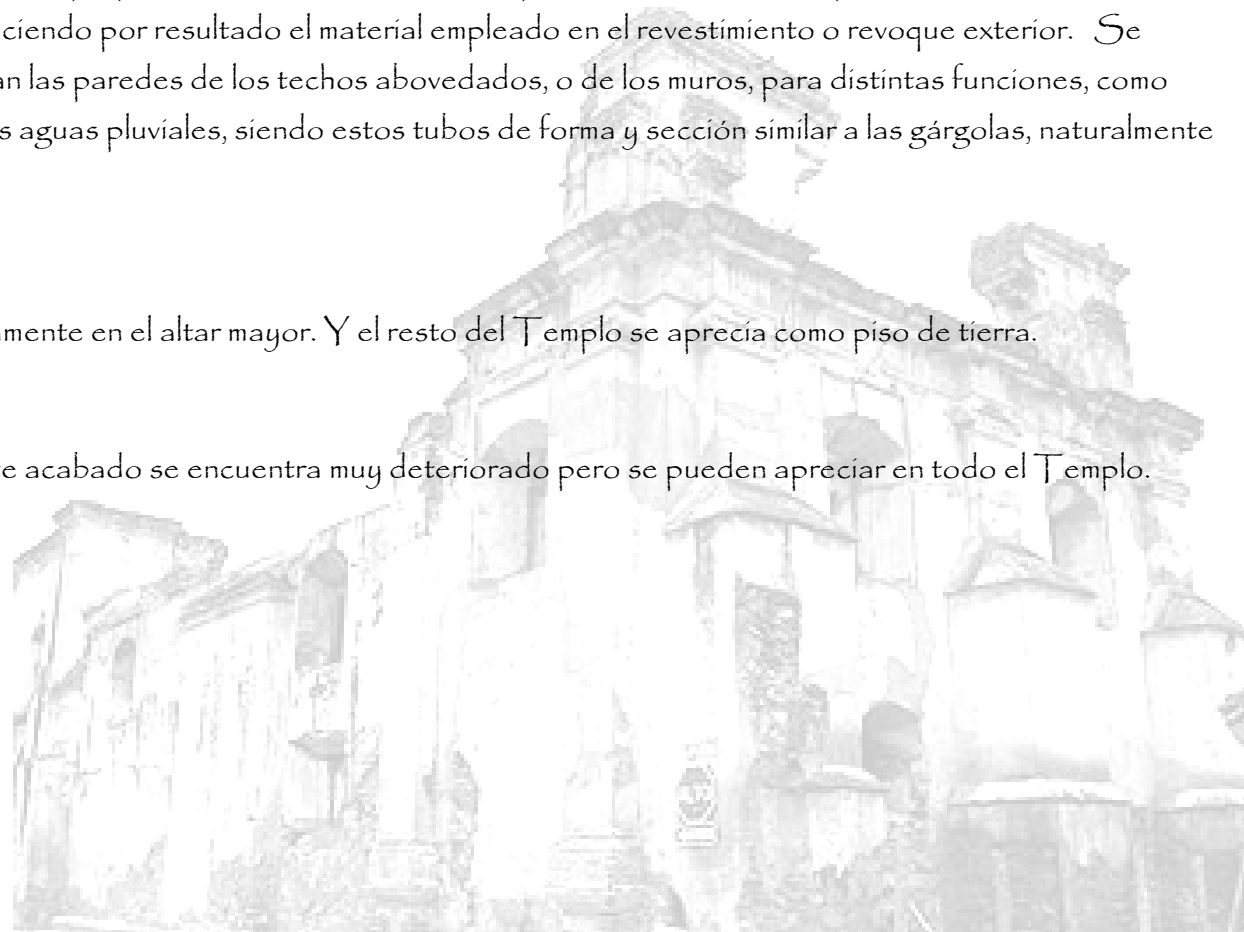 ciendo por resultado el material empleado en el revestimiento o revoque exterior. Se
an las paredes de los techos abovedados, o de los muros, para distintas funciones, como
s aguas pluviales, siendo estos tubos de forma y sección similar a las gárgolas, naturalmente
mente en el altar mayor. Y el resto del Templo se aprecia como piso de tierra.
e acabado se encuentra muy deteriorado pero se pueden apreciar en todo el Templo.